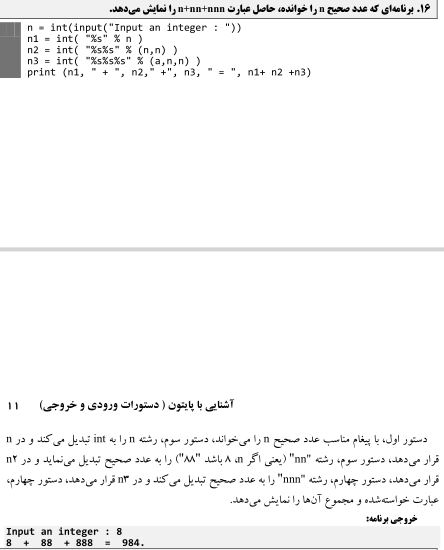 ۱۶. برنامه‌ای که عدد صحیح n را خوانده، حاصل عبارت n+nn+nnn را نمایش می‌دهد.
n = int(input("Input an integer : "))
n1 = int( "%s" % n )
n2 = int( "%s%s" % (n,n) )
n3 = int( "%s%s%s" % (a,n,n) )
print (n1, " + ", n2," +", n3, " = ", n1+ n2 +n3)
آشنایی با پایتون ( دستورات ورودی و خروجی) ۱۱
دستور اول، با پیغام مناسب عدد صحیح n را می‌خواند، دستور سوم، رشته n را به int تبدیل می‌کند و در n
قرار می‌دهد، دستور سوم، رشته "nn" (یعنی اگر n، ۸ باشد "۸۸") را به عدد صحیح تبدیل می‌نماید و در n۲
قرار می‌دهد، دستور چهارم، رشته "nnn" را به عدد صحیح تبدیل می‌کند و در n۳ قرار می‌دهد، دستور چهارم،
عبارت خواسته‌شده و مجموع آن‌ها را نمایش می‌دهد.
خروجی برنامه:
Input an integer : 8
8 + 88 + 888 = 984.